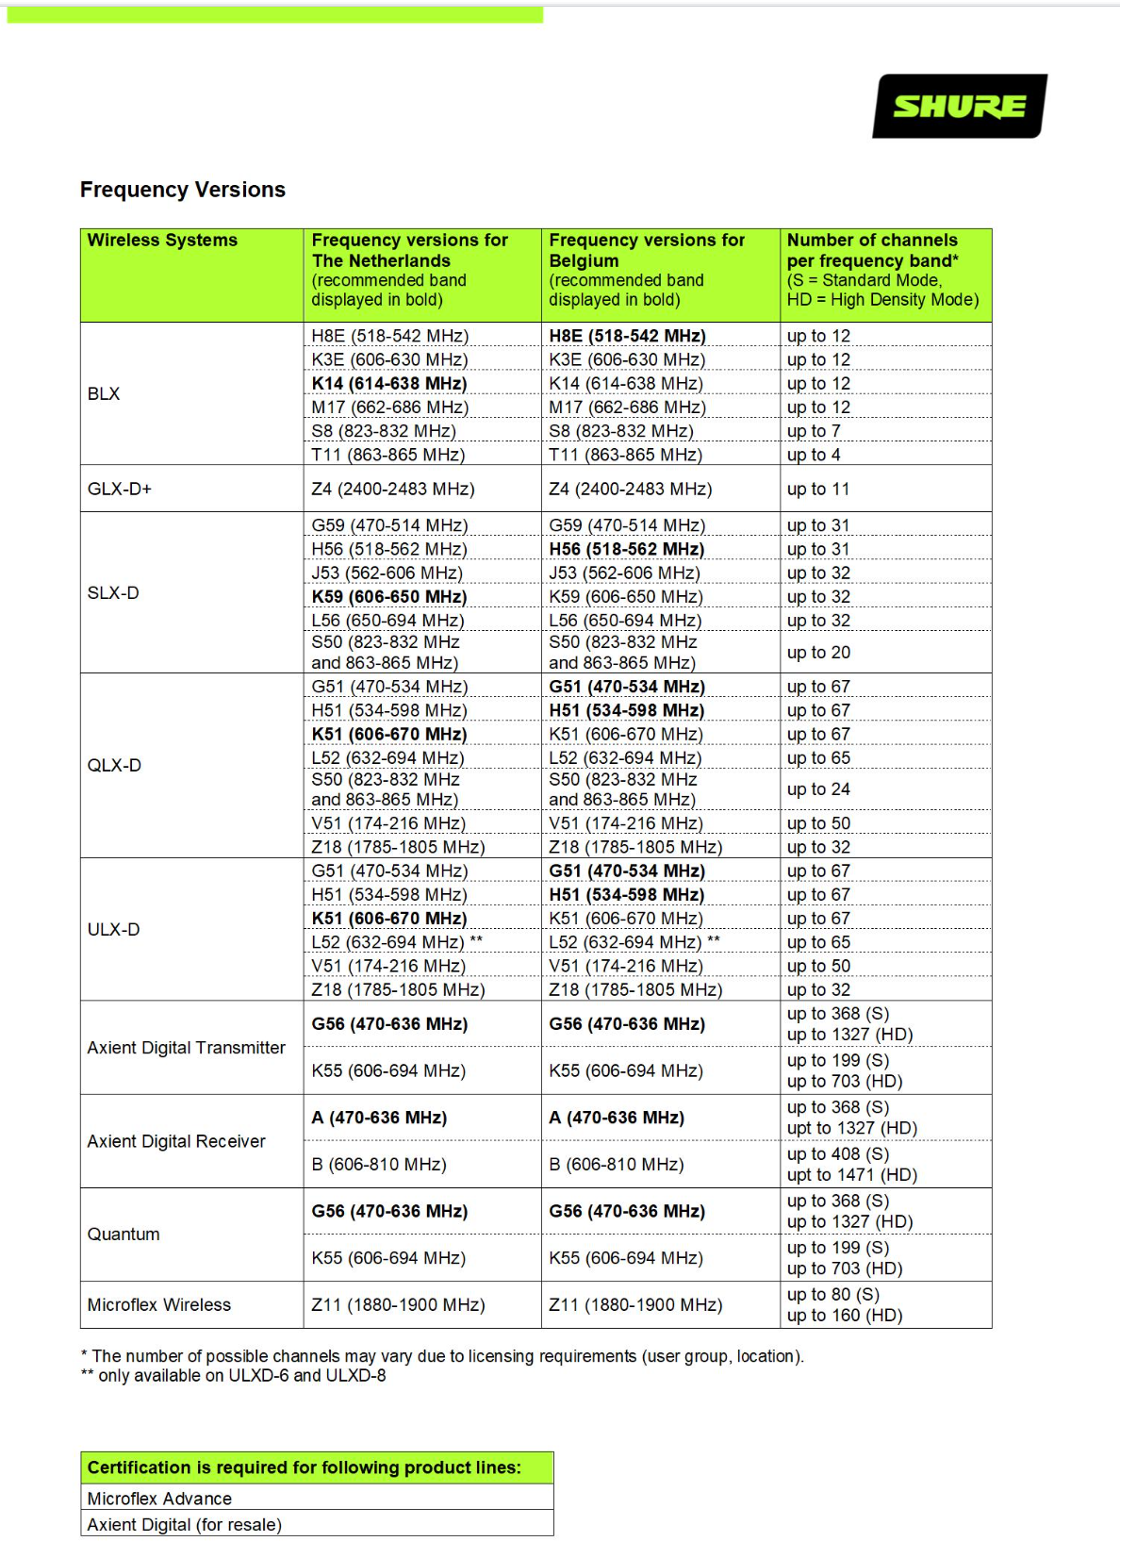 SHURE
Frequency Versions
Wireless Systems
Frequency versions for
The Netherlands
(recommended band
displayed in bold)
Frequency versions for
Belgium
(recommended band
displayed in bold)
Number of channels
per frequency band*
(S = Standard Mode,
HD = High Density Mode)
BLX
H8E (518-542 MHz) H8E (518-542 MHz) up to 12
K3E (606-630 MHz) K3E (606-630 MHz) up to 12
K14 (614-638 MHz) K14 (614-638 MHz) up to 12
M17 (662-686 MHz) M17 (662-686 MHz) up to 12
S8 (823-832 MHz) S8 (823-832 MHz) up to 7
T11 (863-865 MHz) T11 (863-865 MHz) up to 4
GLX-D+ Z4 (2400-2483 MHz) Z4 (2400-2483 MHz) up to 11
SLX-D
G59 (470-514 MHz) G59 (470-514 MHz) up to 31
H56 (518-562 MHz) H56 (518-562 MHz) up to 31
J53 (562-606 MHz) J53 (562-606 MHz) up to 32
K59 (606-650 MHz) K59 (606-650 MHz) up to 32
L56 (650-694 MHz) L56 (650-694 MHz) up to 32
S50 (823-832 MHz S50 (823-832 MHz
and 863-865 MHz) and 863-865 MHz) up to 20
QLX-D
G51 (470-534 MHz) G51 (470-534 MHz) up to 67
H51 (534-598 MHz) H51 (534-598 MHz) up to 67
K51 (606-670 MHz) K51 (606-670 MHz) up to 67
L52 (632-694 MHz) L52 (632-694 MHz) up to 65
S50 (823-832 MHz S50 (823-832 MHz
and 863-865 MHz) and 863-865 MHz) up to 24
V51 (174-216 MHz) V51 (174-216 MHz) up to 50
Z18 (1785-1805 MHz) Z18 (1785-1805 MHz) up to 32
ULX-D
G51 (470-534 MHz) G51 (470-534 MHz) up to 67
H51 (534-598 MHz) H51 (534-598 MHz) up to 67
K51 (606-670 MHz) K51 (606-670 MHz) up to 67
L52 (632-694 MHz) ** L52 (632-694 MHz) ** up to 65
V51 (174-216 MHz) V51 (174-216 MHz) up to 50
Z18 (1785-1805 MHz) Z18 (1785-1805 MHz) up to 32
Axient Digital Transmitter
G56 (470-636 MHz) G56 (470-636 MHz) up to 368 (S)
up to 1327 (HD)
K55 (606-694 MHz) K55 (606-694 MHz) up to 199 (S)
up to 703 (HD)
Axient Digital Receiver
A (470-636 MHz) A (470-636 MHz) up to 368 (S)
upt to 1327 (HD)
B (606-810 MHz) B (606-810 MHz) up to 408 (S)
upt to 1471 (HD)
Quantum
G56 (470-636 MHz) G56 (470-636 MHz) up to 368 (S)
up to 1327 (HD)
K55 (606-694 MHz) K55 (606-694 MHz) up to 199 (S)
up to 703 (HD)
Microflex Wireless Z11 (1880-1900 MHz) Z11 (1880-1900 MHz) up to 80 (S)
up to 160 (HD)
* The number of possible channels may vary due to licensing requirements (user group, location).
** only available on ULXD-6 and ULXD-8
Certification is required for following product lines:
Microflex Advance
Axient Digital (for resale)